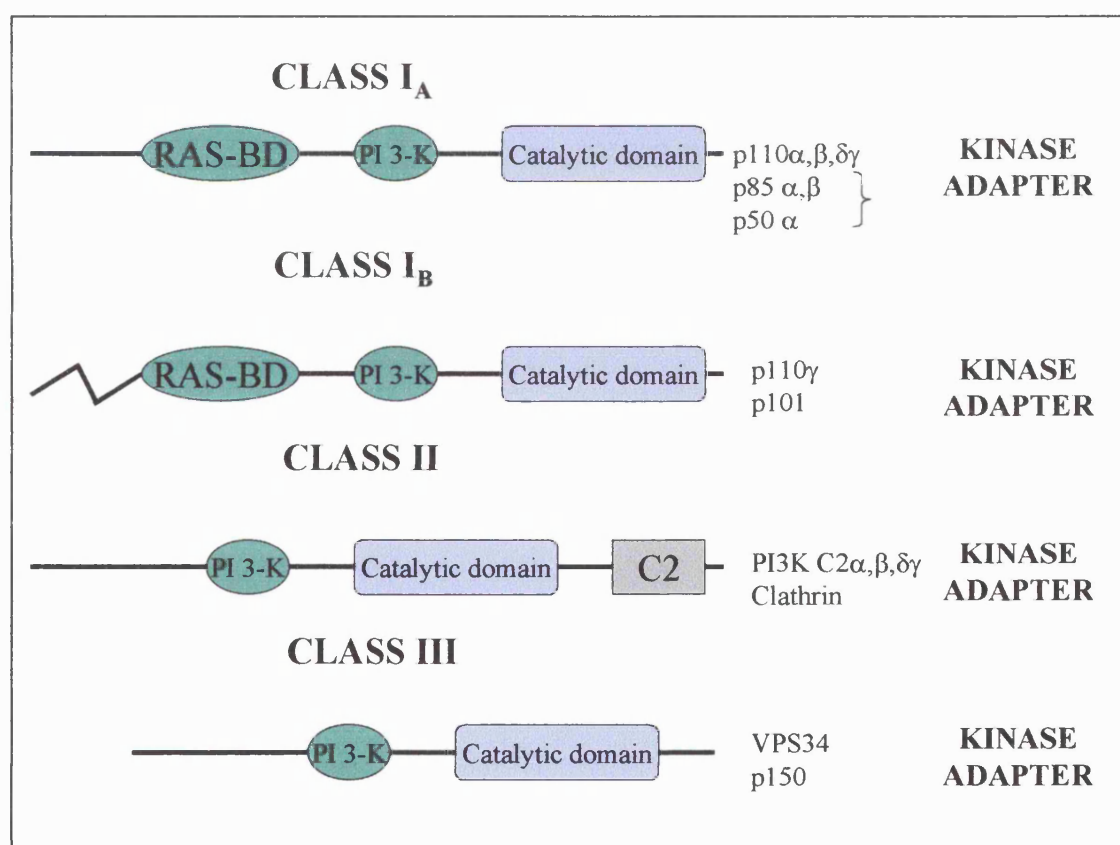 CLASS IA
RAS-BD PI 3-K Catalytic domain p110α,β,δγ KINASE
p85 α,β ADAPTER
p50 α
CLASS IB
RAS-BD PI 3-K Catalytic domain p110γ KINASE
p101 ADAPTER
CLASS II
PI 3-K Catalytic domain C2 PI3K C2α,β,δγ KINASE
Clathrin ADAPTER
CLASS III
PI 3-K Catalytic domain VPS34 KINASE
p150 ADAPTER